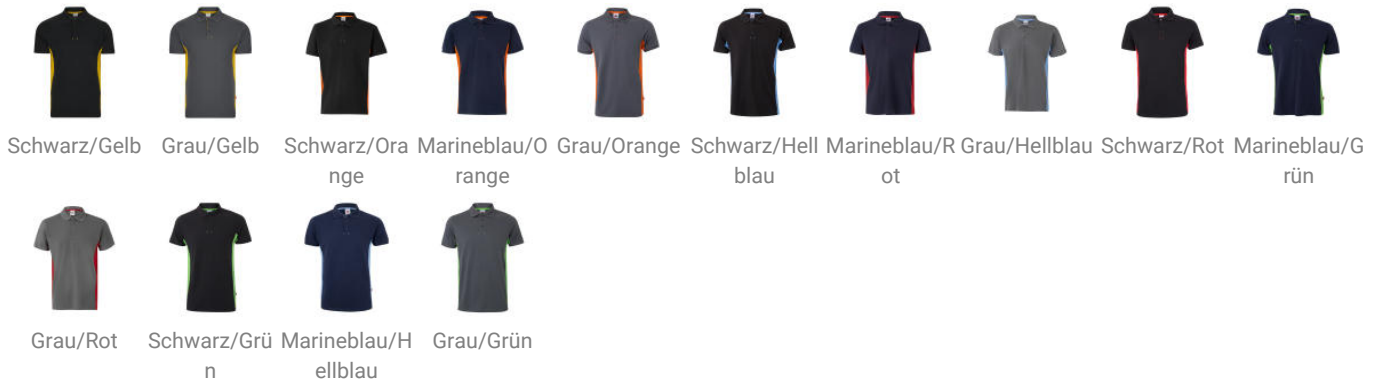 Schwarz/Gelb
Grau/Gelb
Schwarz/Ora
nge
Marineblau/O
range
Grau/Orange
Schwarz/Hell
blau
Marineblau/R
ot
Grau/Hellblau
Schwarz/Rot
Marineblau/G
rün
Grau/Rot
Schwarz/Grü
n
Marineblau/H
ellblau
Grau/Grün